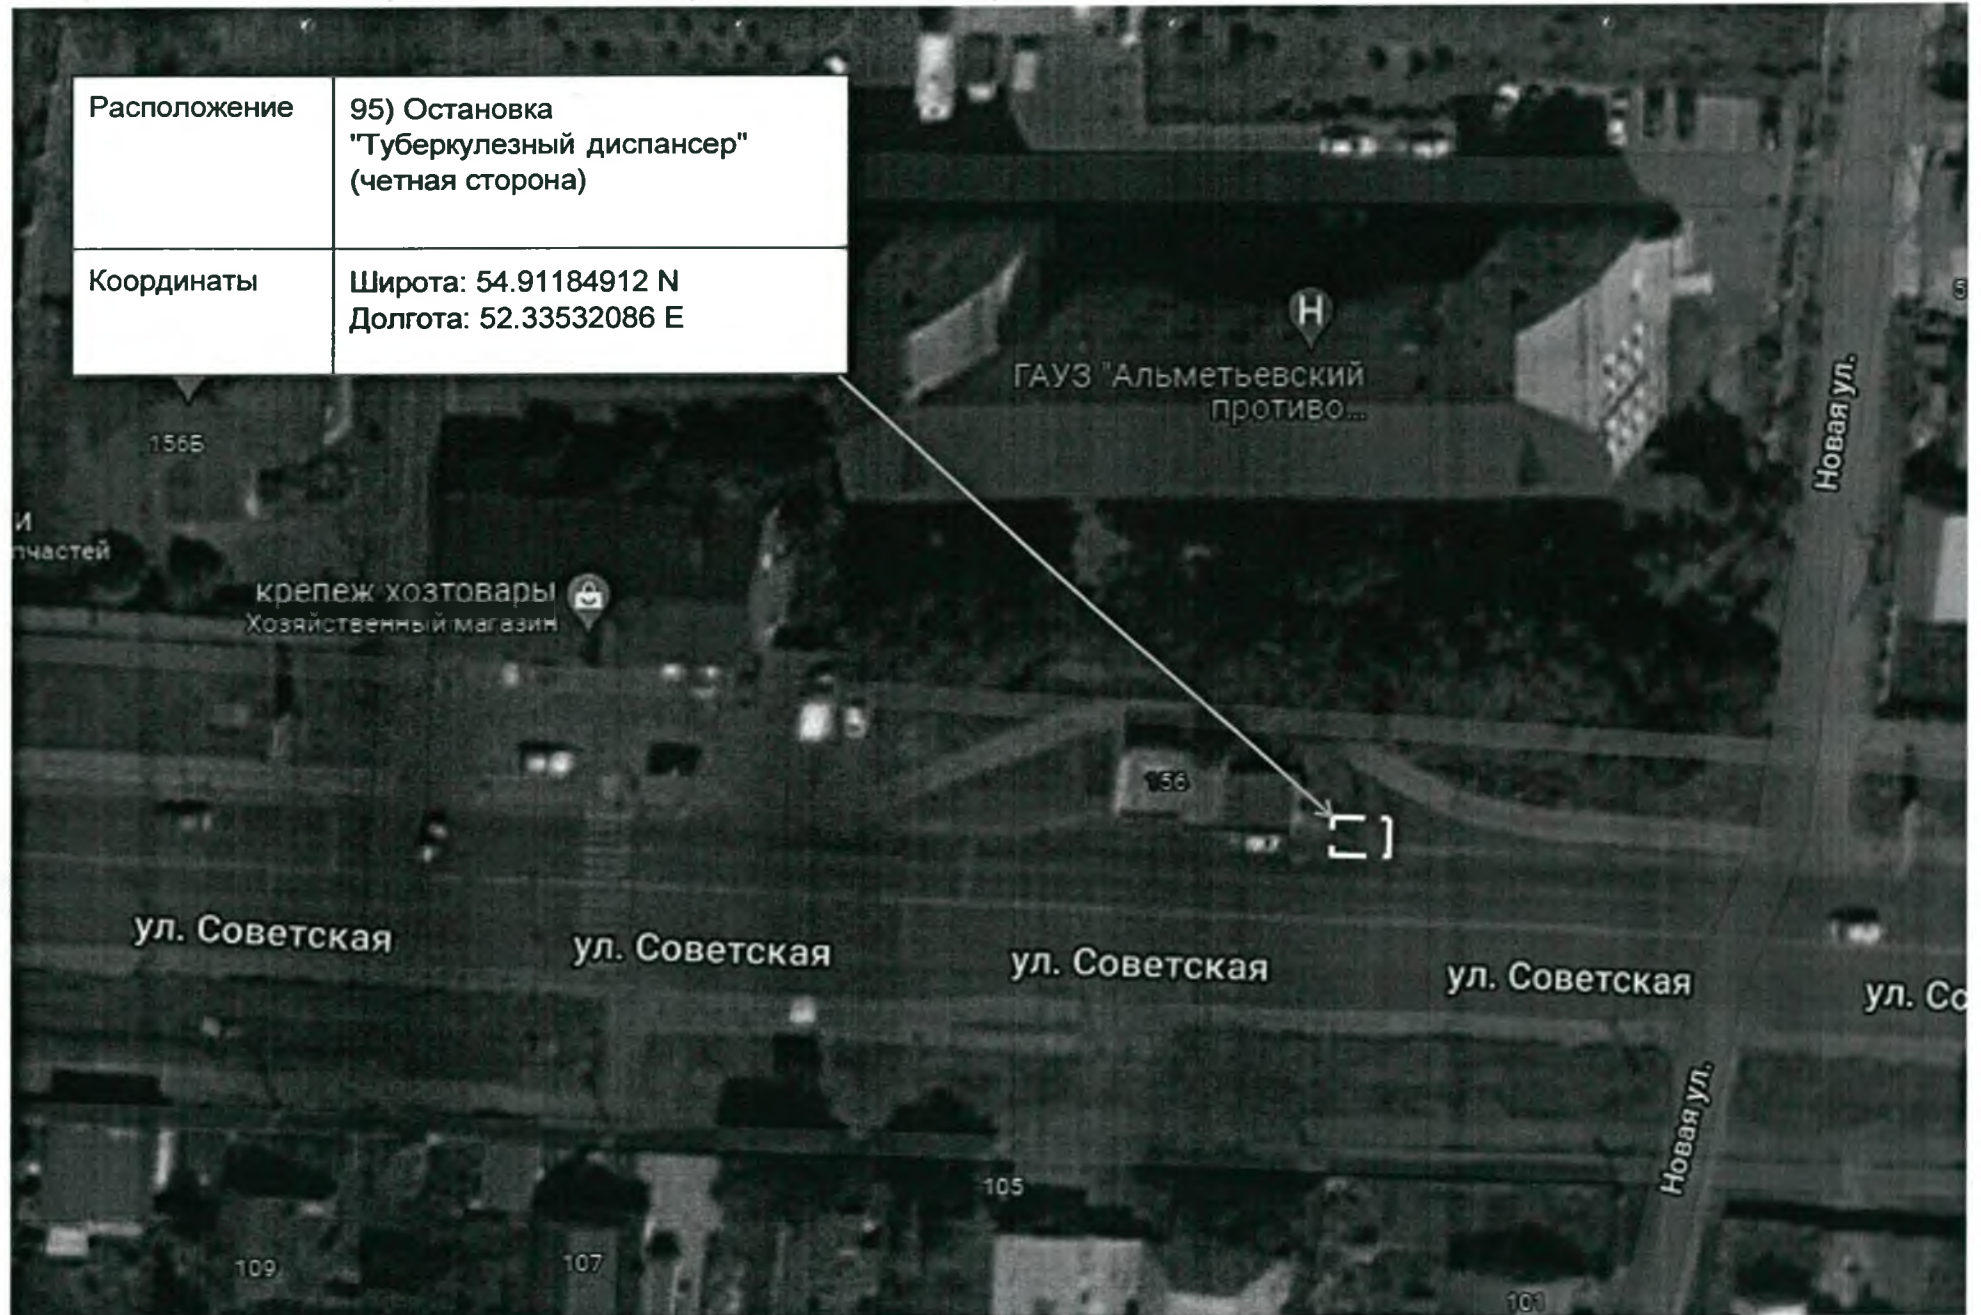 Расположение
95) Остановка
"Туберкулезный диспансер"
(четная сторона)
Координаты
Широта: 54.91184912 N
Долгота: 52.33532086 E
5
H
ГАУЗ "Альметьевский
противо...
Новая ул.
156Б
и
пчастей
крепеж хозтовары
Хозяйственный магазин
156
ул. Советская
ул. Советская
ул. Советская
ул. Советская
ул. Со
Новая ул.
105
109
107
101